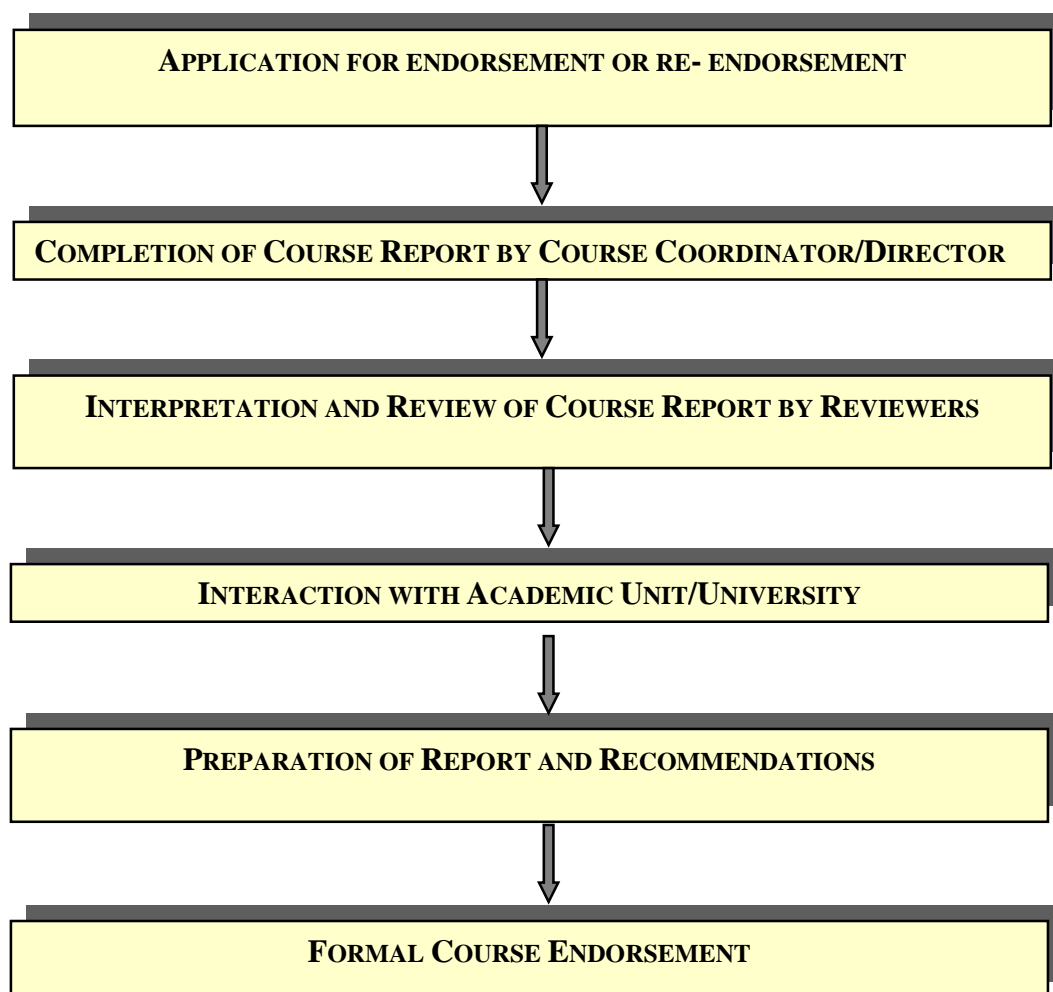 APPLICATION FOR ENDORSEMENT OR RE- ENDORSEMENT
COMPLETION OF COURSE REPORT BY COURSE COORDINATOR/DIRECTOR
INTERPRETATION AND REVIEW OF COURSE REPORT BY REVIEWERS
INTERACTION WITH ACADEMIC UNIT/UNIVERSITY
PREPARATION OF REPORT AND RECOMMENDATIONS
FORMAL COURSE ENDORSEMENT